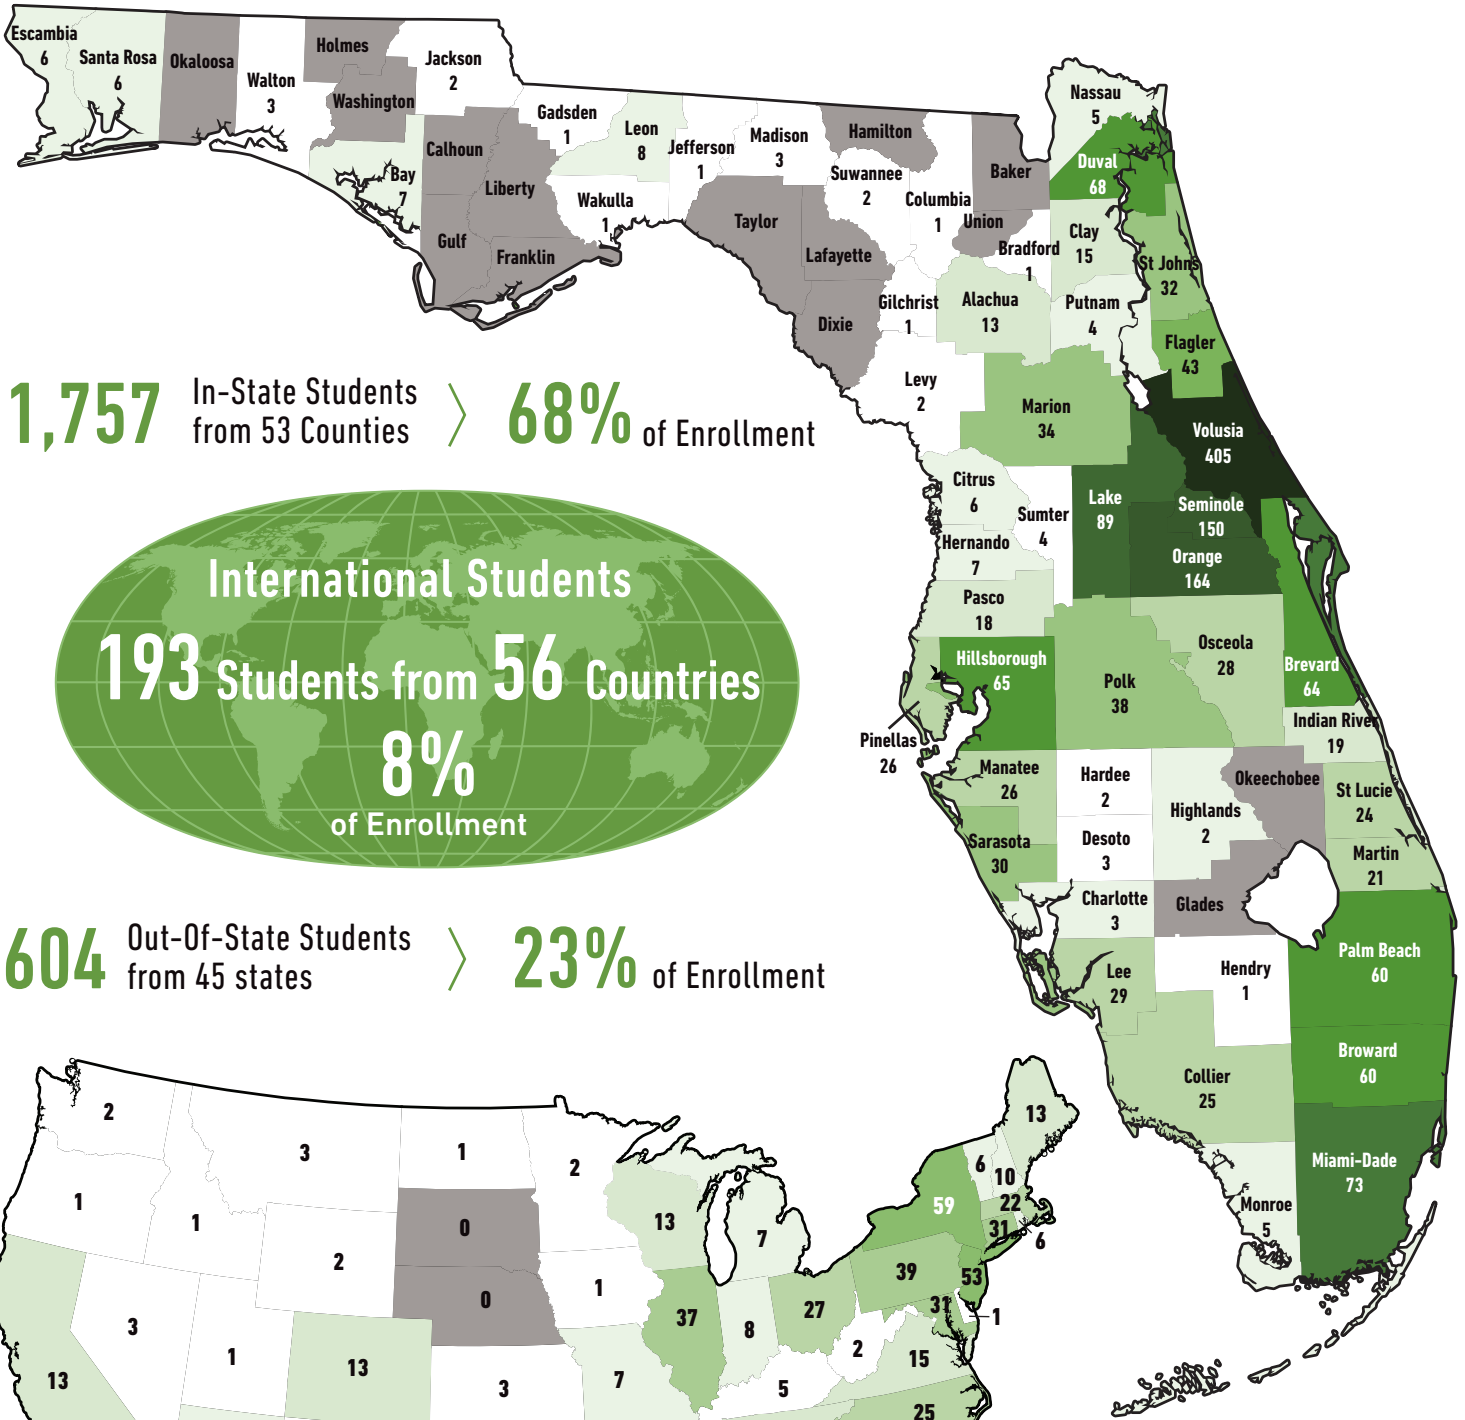 Escambia
6
Santa Rosa
6
Okaloosa
Walton
3
Holmes
Washington
Jackson
2
Bay
7
Calhoun
Gulf
Liberty
Franklin
Gadsden
1
Leon
8
Wakulla
1
Jefferson
1
Madison
3
Taylor
Hamilton
Suwannee
2
Lafayette
Dixie
Columbia
1
Gilchrist
1
Baker
Union
Bradford
1
Nassau
5
Duval
68
Clay
15
St Johns
32
Alachua
13
Putnam
4
Flagler
43
Levy
2
Marion
34
Volusia
405
Citrus
6
Sumter
4
Lake
89
Seminole
150
Orange
164
Hernando
7
Pasco
18
Hillsborough
65
Pinellas
26
Polk
38
Osceola
28
Brevard
64
Indian River
19
Manatee
26
Hardee
2
Highlands
2
Okeechobee
St Lucie
24
Sarasota
30
Desoto
3
Martin
21
Charlotte
3
Glades
Lee
29
Hendry
1
Palm Beach
60
Collier
25
Broward
60
Monroe
5
Miami-Dade
73
1,757
In-State Students
from 53 Counties
68% of Enrollment
International Students
193 Students from 56 Countries
8%
of Enrollment
604
Out-Of-State Students
from 45 states
23% of Enrollment
2
3
1
2
13
6
10
1
1
0
13
7
59
22
31
6
2
0
1
39
53
3
1
37
8
27
31
1
13
13
3
7
5
2
15
25